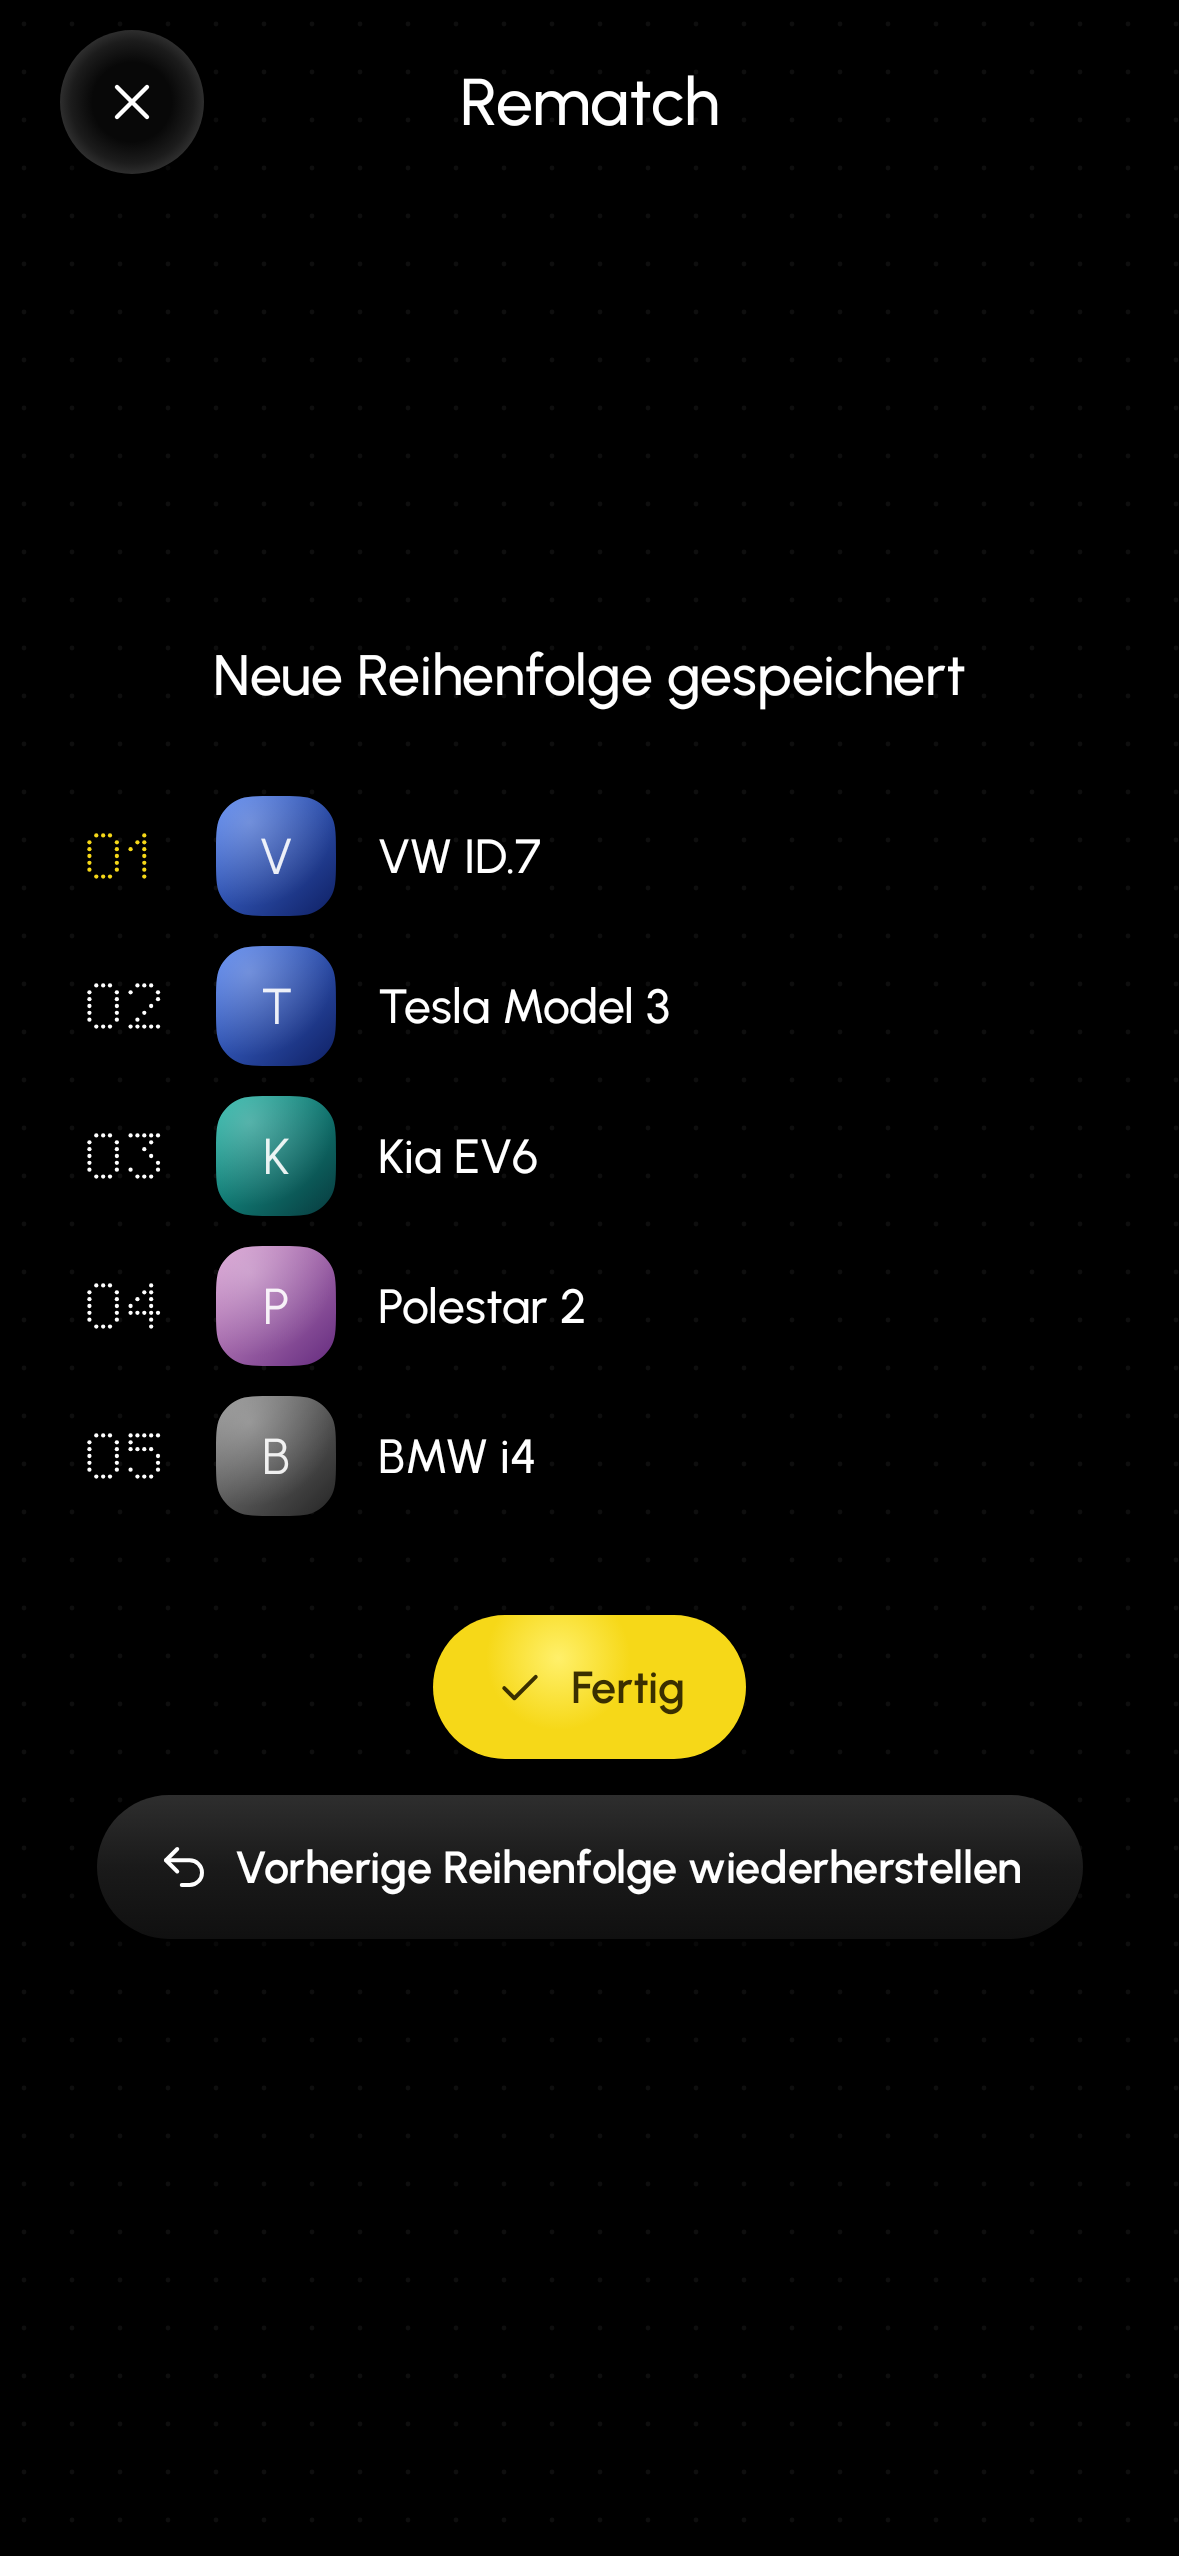 Rematch
Neue Reihenfolge gespeichert
01 V VW ID.7
02 T Tesla Model 3
03 K Kia EV6
04 P Polestar 2
05 B BMW i4
Fertig
Vorherige Reihenfolge wiederherstellen